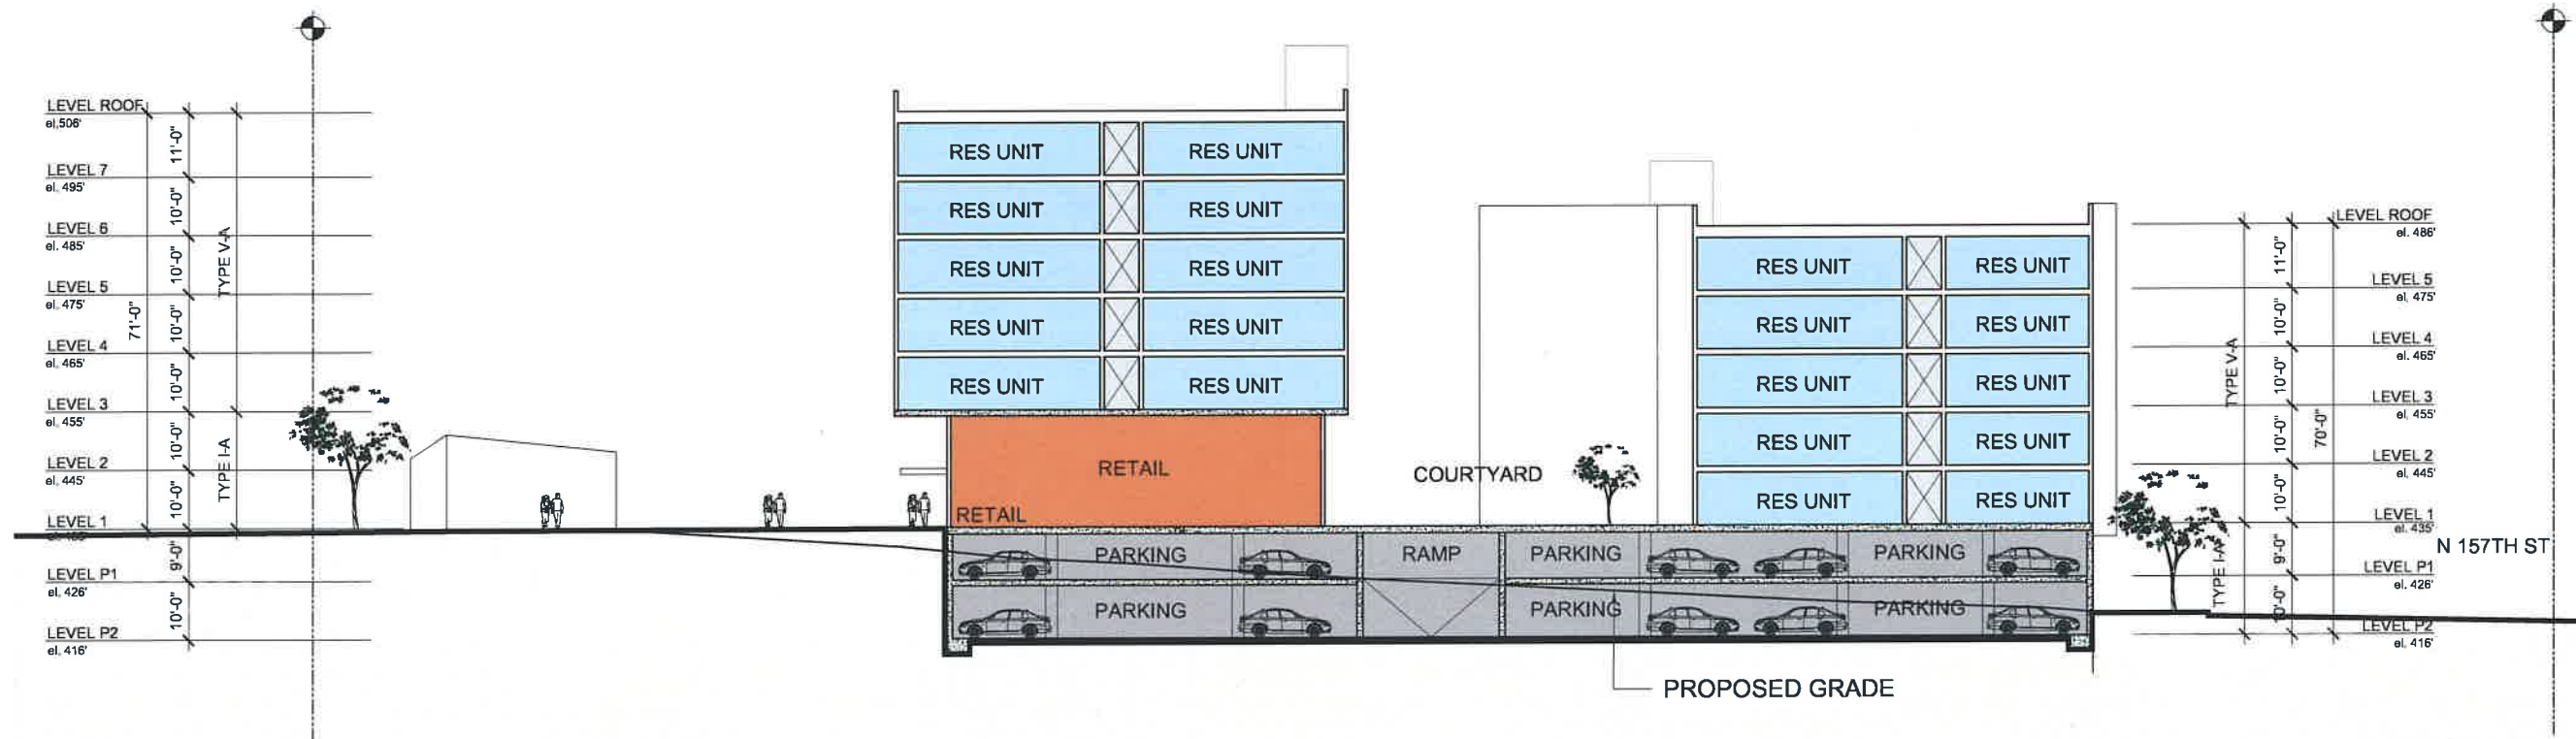 LEVEL ROOF
el,506'
11'-0"
LEVEL 7
el. 495'
10'-0"
LEVEL 6
el. 485'
10'-0"
TYPE V-A
LEVEL 5
el. 475'
71'-0"
10'-0"
LEVEL 4
el. 465'
10'-0"
LEVEL 3
el. 455'
10'-0"
TYPE I-A
LEVEL 2
el. 445'
10'-0"
LEVEL 1
9'-0"
LEVEL P1
el. 426'
10'-0"
LEVEL P2
el. 416'
RES UNIT RES UNIT
RES UNIT RES UNIT
RES UNIT RES UNIT
RES UNIT RES UNIT
RES UNIT RES UNIT
RETAIL
RETAIL
COURTYARD
RES UNIT RES UNIT
RES UNIT RES UNIT
RES UNIT RES UNIT
RES UNIT RES UNIT
RES UNIT RES UNIT
PARKING RAMP PARKING PARKING
PARKING PARKING PARKING
PROPOSED GRADE
LEVEL ROOF
el. 486'
11'-0"
LEVEL 5
el. 475'
10'-0"
LEVEL 4
el. 465'
TYPE V-A
10'-0"
LEVEL 3
el. 455'
70'-0"
10'-0"
LEVEL 2
el. 445'
10'-0"
LEVEL 1
el. 435'
N 157TH ST
9'-0"
TYPE I-A
LEVEL P1
el. 426'
10'-0"
LEVEL P2
el. 416'